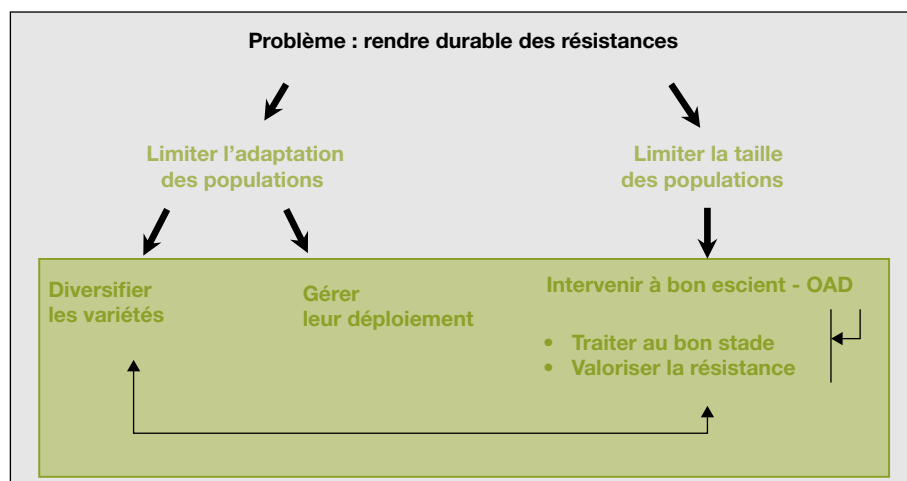 Problème : rendre durable des résistances
Limiter l'adaptation
des populations
Limiter la taille
des populations
Diversifier
les variétés
Gérer
leur déploiement
Intervenir à bon escient - OAD
• Traiter au bon stade
• Valoriser la résistance